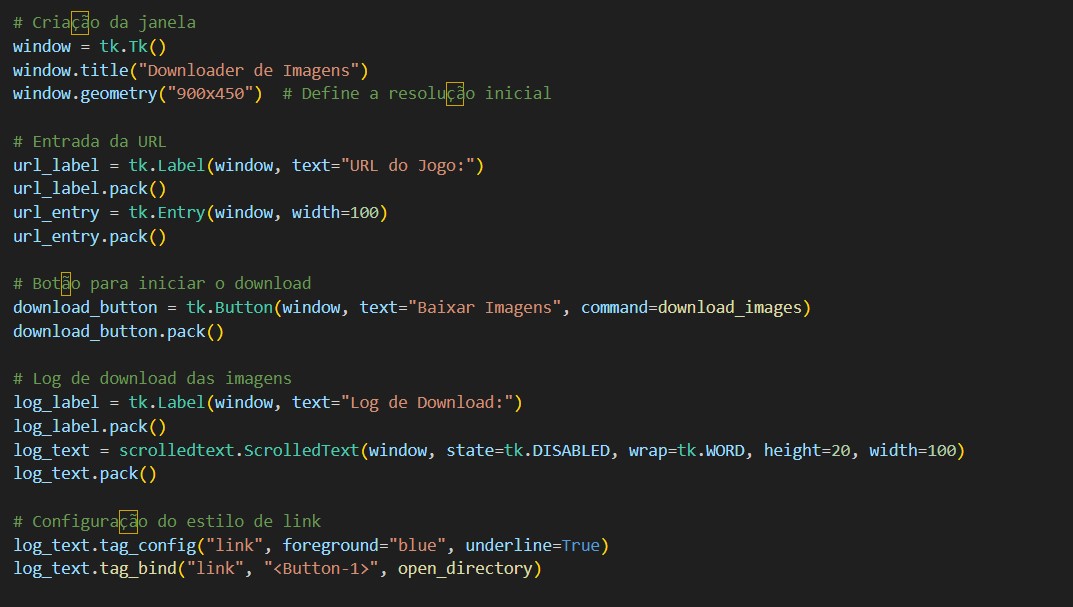 # Criação da janela
window = tk.Tk()
window.title("Downloader de Imagens")
window.geometry("900x450")  # Define a resolução inicial
# Entrada da URL
url_label = tk.Label(window, text="URL do Jogo:")
url_label.pack()
url_entry = tk.Entry(window, width=100)
url_entry.pack()
# Botão para iniciar o download
download_button = tk.Button(window, text="Baixar Imagens", command=download_images)
download_button.pack()
# Log de download das imagens
log_label = tk.Label(window, text="Log de Download:")
log_label.pack()
log_text = scrolledtext.ScrolledText(window, state=tk.DISABLED, wrap=tk.WORD, height=20, width=100)
log_text.pack()
# Configuração do estilo de link
log_text.tag_config("link", foreground="blue", underline=True)
log_text.tag_bind("link", "<Button-1>", open_directory)